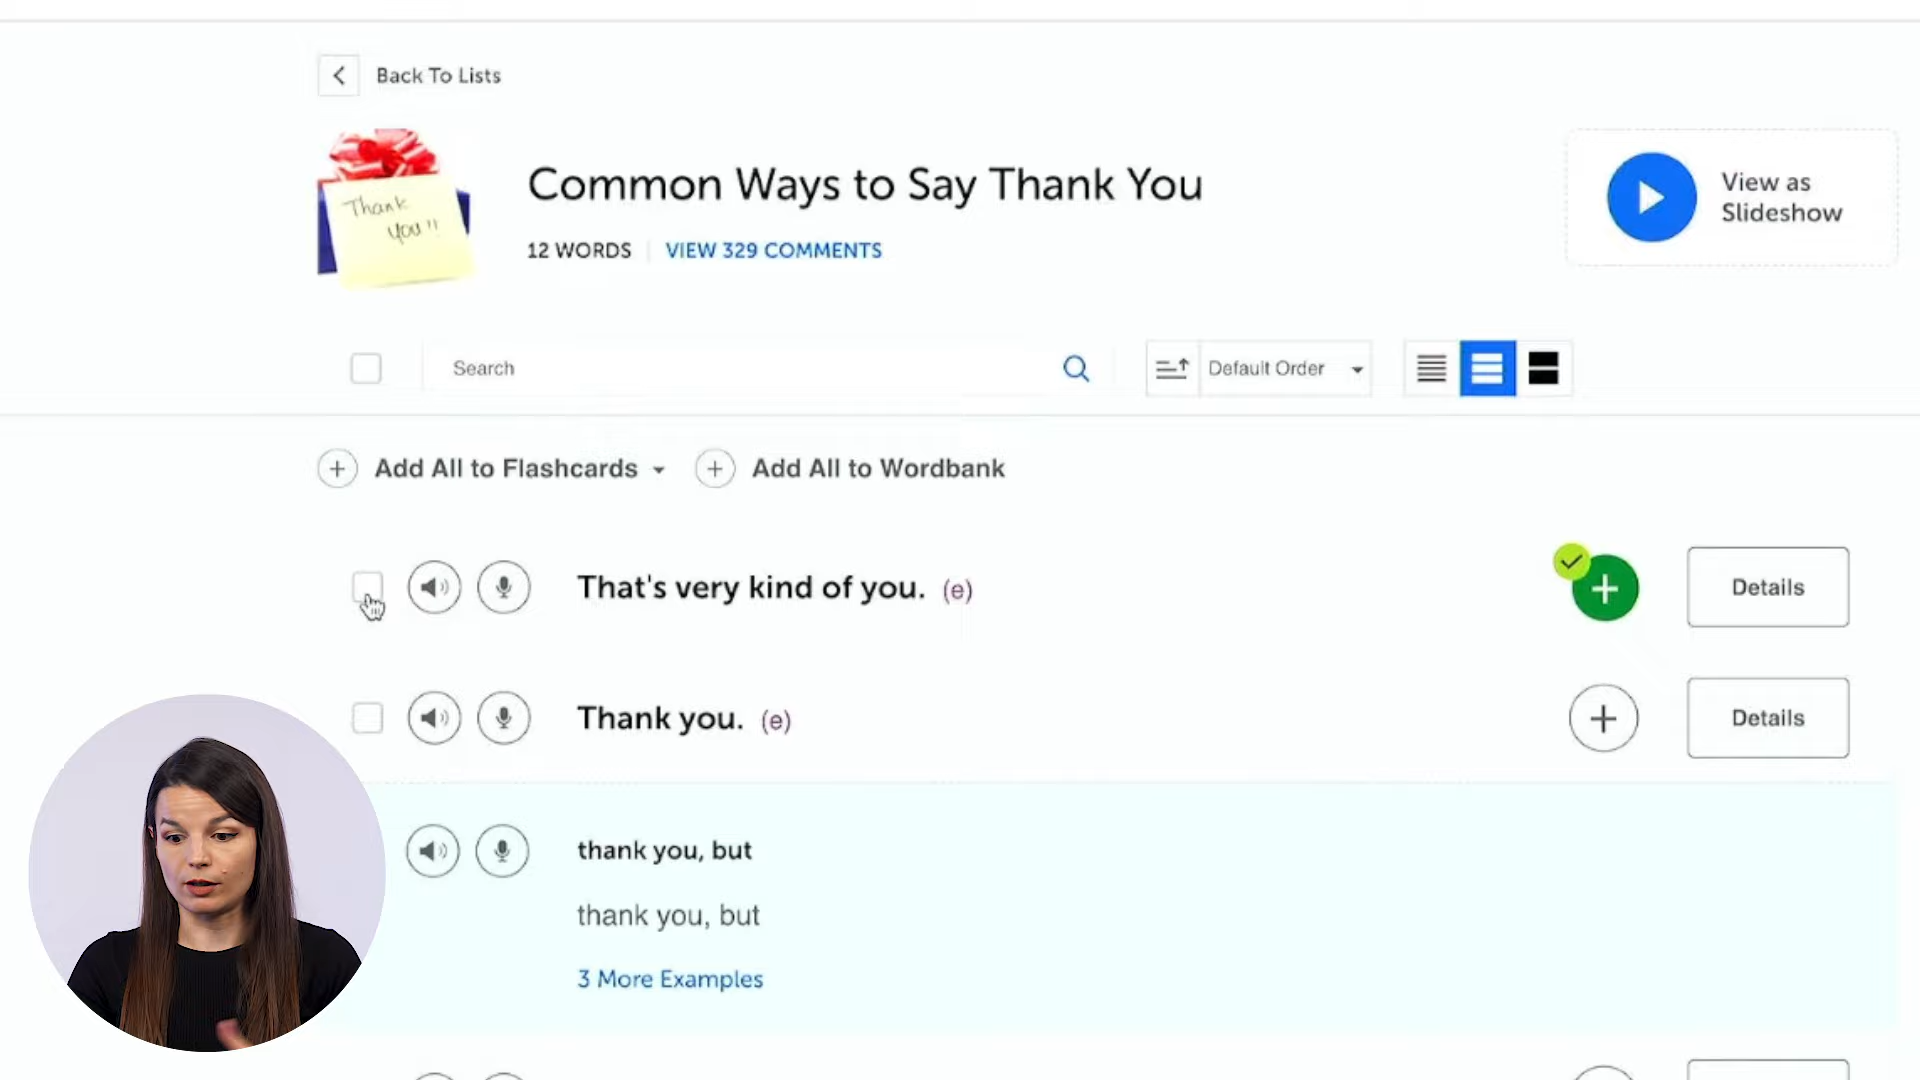 Back To Lists
Thank
you!!
Common Ways to Say Thank You
12 WORDS
VIEW 329 COMMENTS
View as
Slideshow
Search
Default Order
Add All to Flashcards
Add All to Wordbank
That's very kind of you. (e)
Details
Thank you. (e)
Details
thank you, but
thank you, but
3 More Examples